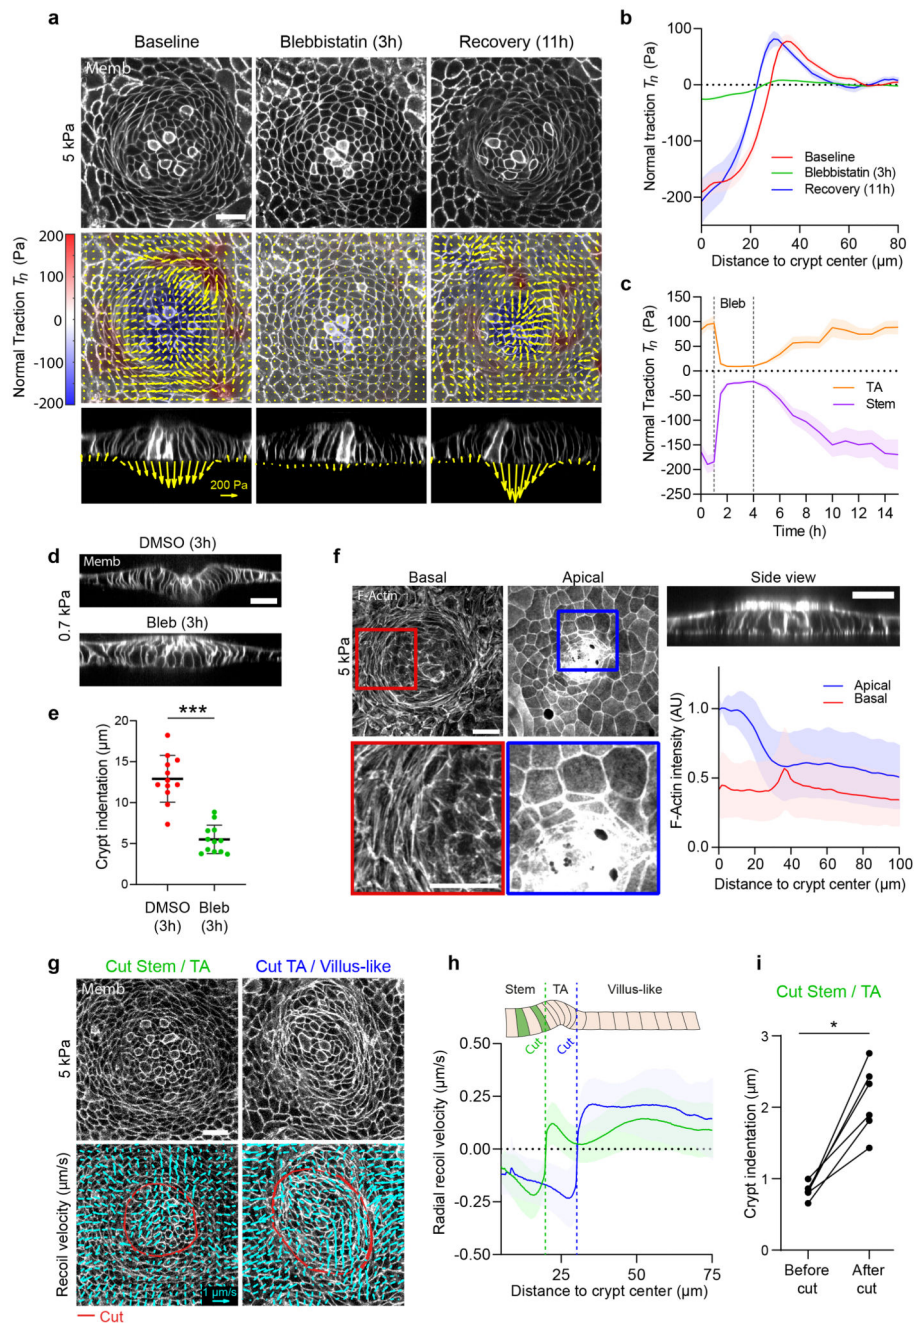 a
Baseline
Blebbistatin (3h)
Recovery (11h)
Memb
5 kPa
Normal Traction Tn (Pa)
200
100
0
-100
-200
200 Pa
b
Normal traction Tn (Pa)
100
0
-100
-200
Baseline
Blebbistatin (3h)
Recovery (11h)
0 20 40 60 80
Distance to crypt center (µm)
c
Bleb
Normal Traction Tn (Pa)
150
100
50
0
-50
-100
-150
-200
-250
TA
Stem
0 2 4 6 8 10 12 14
Time (h)
d
DMSO (3h)
Memb
0.7 kPa
Bleb (3h)
e
***
Crypt indentation (µm)
20
15
10
5
0
DMSO (3h)
Bleb (3h)
f
Basal
Apical
Side view
F-Actin
5 kPa
F-Actin intensity (AU)
1.0
0.5
0.0
Apical
Basal
0 20 40 60 80 100
Distance to crypt center (µm)
g
Cut Stem / TA
Cut TA / Villus-like
Memb
5 kPa
Recoil velocity (µm/s)
1 µm/s
Cut
h
Stem TA Villus-like
Cut
Cut
Radial recoil velocity (µm/s)
0.50
0.25
0.00
-0.25
-0.50
25 50 75
Distance to crypt center (µm)
i
Cut Stem / TA
*
Crypt indentation (µm)
3
2
1
0
Before cut
After cut